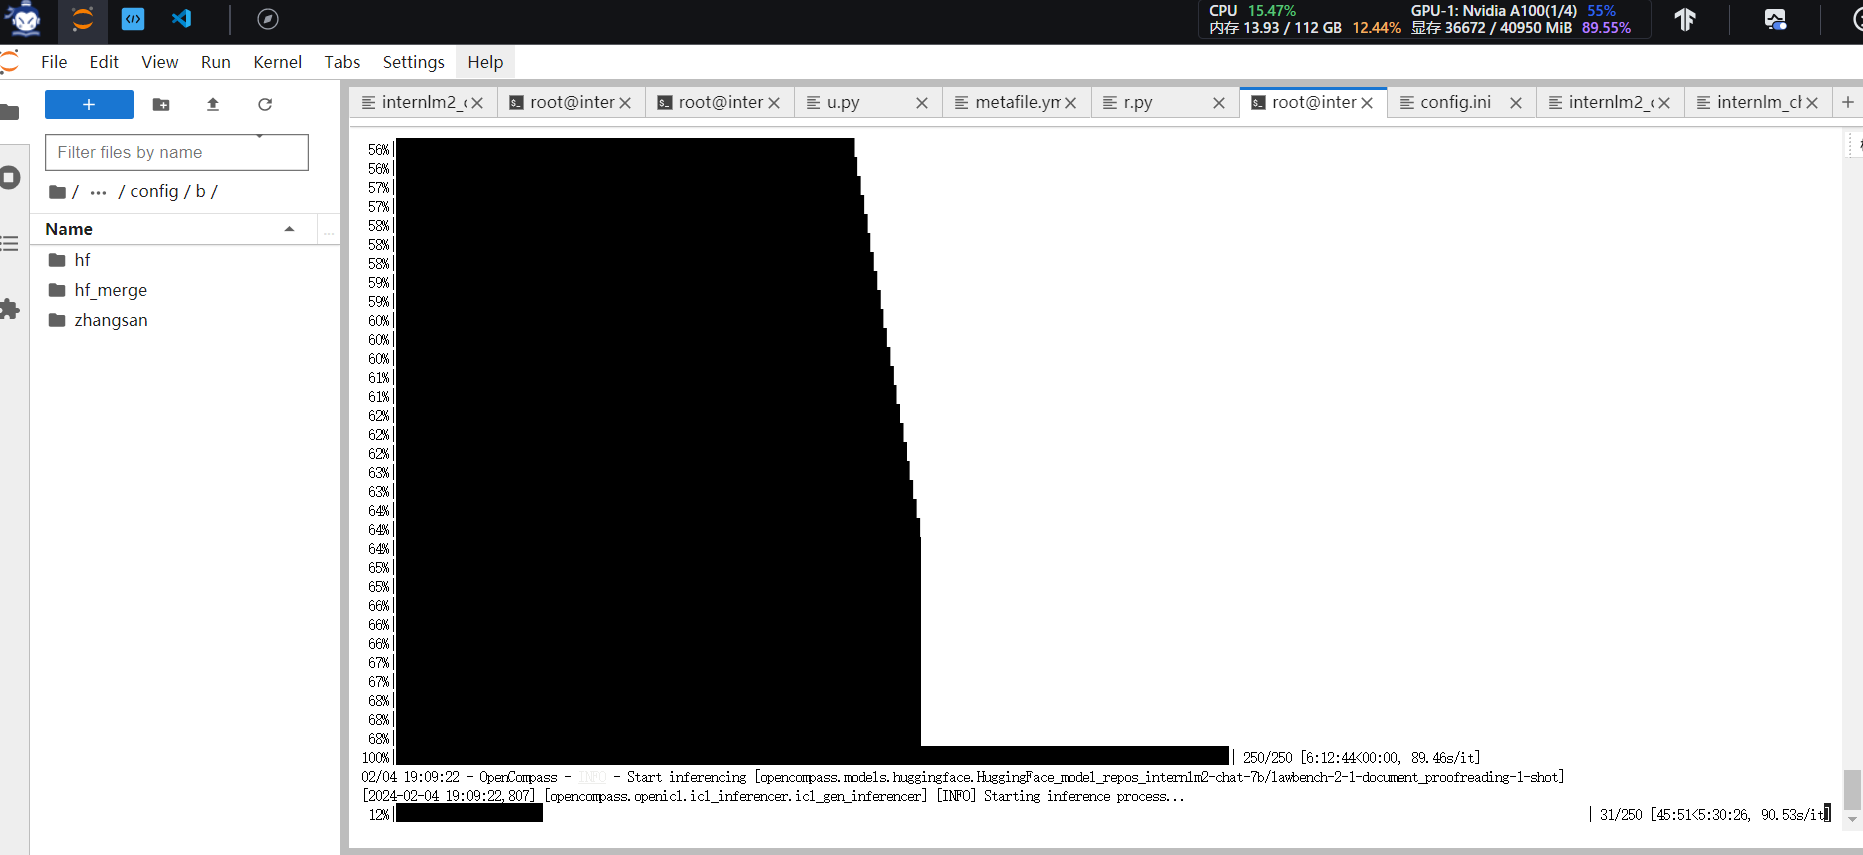 CPU 15.47% GPU-1: Nvidia A100(1/4) 55%
内存 13.93 / 112 GB 12.44% 显存 36672 / 40950 MiB 89.55%
File Edit View Run Kernel Tabs Settings Help
internlm2_c root@inter root@inter u.py metafile.ym r.py root@inter config.ini internlm2_c internlm_ch
+
Filter files by name
/ ... / config / b /
Name
...
hf
hf_merge
zhangsan
56%|
56%|
57%|
57%|
58%|
58%|
58%|
59%|
59%|
60%|
60%|
60%|
61%|
61%|
62%|
62%|
62%|
63%|
63%|
64%|
64%|
64%|
65%|
65%|
66%|
66%|
66%|
67%|
67%|
68%|
68%|
68%|
100%| | 250/250 [6:12:44<00:00, 89.46s/it]
02/04 19:09:22 - OpenCompass - INFO - Start inferencing [opencompass.models.huggingface.HuggingFace_model_repos_internlm2-chat-7b/lawbench-2-1-document_proofreading-1-shot]
[2024-02-04 19:09:22,807] [opencompass.openicl.icl_inferencer.icl_gen_inferencer] [INFO] Starting inference process...
12%| | 31/250 [45:51<5:30:26, 90.53s/it]